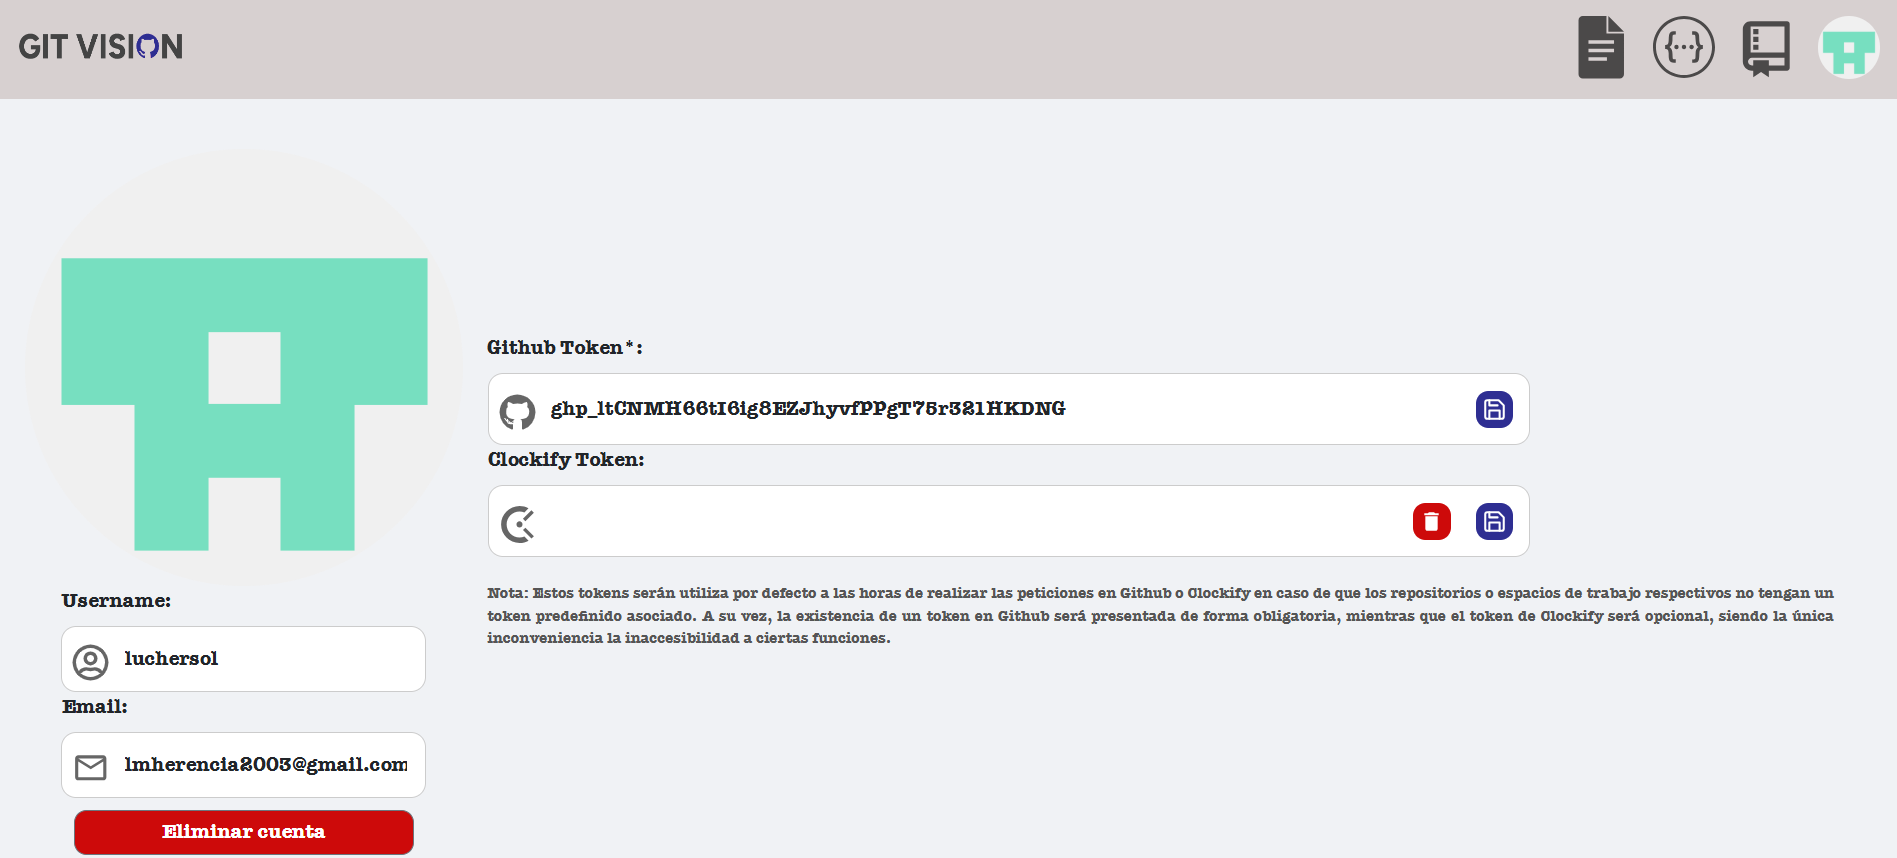 GIT VISION
Github Token*:
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
Clockify Token:
Nota: Estos tokens serán utiliza por defecto a las horas de realizar las peticiones en Github o Clockify en caso de que los repositorios o espacios de trabajo respectivos no tengan un
token predefinido asociado. A su vez, la existencia de un token en Github será presentada de forma obligatoria, mientras que el token de Clockify será opcional, siendo la única
inconveniencia la inaccesibilidad a ciertas funciones.
Username:
luchersol
Email:
lmherencia2003@gmail.com
Eliminar cuenta